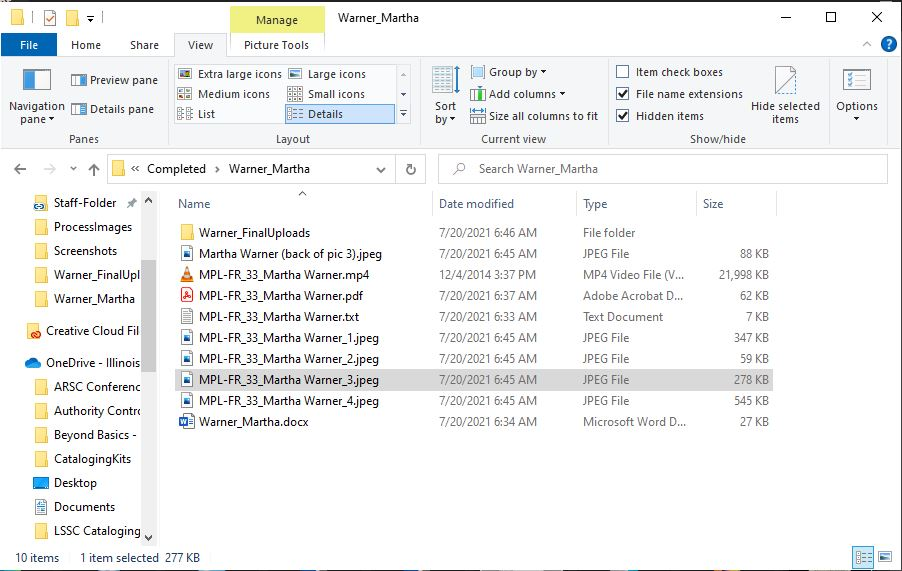 Manage
Warner_Martha
File
Home
Share
View
Picture Tools
Navigation pane
Preview pane
Details pane
Panes
Extra large icons
Large icons
Medium icons
Small icons
List
Details
Layout
Sort by
Group by
Add columns
Size all columns to fit
Current view
Item check boxes
File name extensions
Hidden items
Hide selected items
Show/hide
Options
« Completed > Warner_Martha
Search Warner_Martha
Staff-Folder
ProcessImages
Screenshots
Warner_FinalUpl
Warner_Martha
Creative Cloud Fil
OneDrive - Illinois
ARSC Conferenc
Authority Contro
Beyond Basics -
CatalogingKits
Desktop
Documents
LSSC Cataloging
Name Date modified Type Size
Warner_FinalUploads 7/20/2021 6:46 AM File folder
Martha Warner (back of pic 3).jpeg 7/20/2021 6:45 AM JPEG File 88 KB
MPL-FR_33_Martha Warner.mp4 12/4/2014 3:37 PM MP4 Video File (V... 21,998 KB
MPL-FR_33_Martha Warner.pdf 7/20/2021 6:37 AM Adobe Acrobat D... 62 KB
MPL-FR_33_Martha Warner.txt 7/20/2021 6:33 AM Text Document 7 KB
MPL-FR_33_Martha Warner_1.jpeg 7/20/2021 6:45 AM JPEG File 347 KB
MPL-FR_33_Martha Warner_2.jpeg 7/20/2021 6:45 AM JPEG File 59 KB
MPL-FR_33_Martha Warner_3.jpeg 7/20/2021 6:45 AM JPEG File 278 KB
MPL-FR_33_Martha Warner_4.jpeg 7/20/2021 6:45 AM JPEG File 545 KB
Warner_Martha.docx 7/20/2021 6:34 AM Microsoft Word D... 27 KB
10 items 1 item selected 277 KB